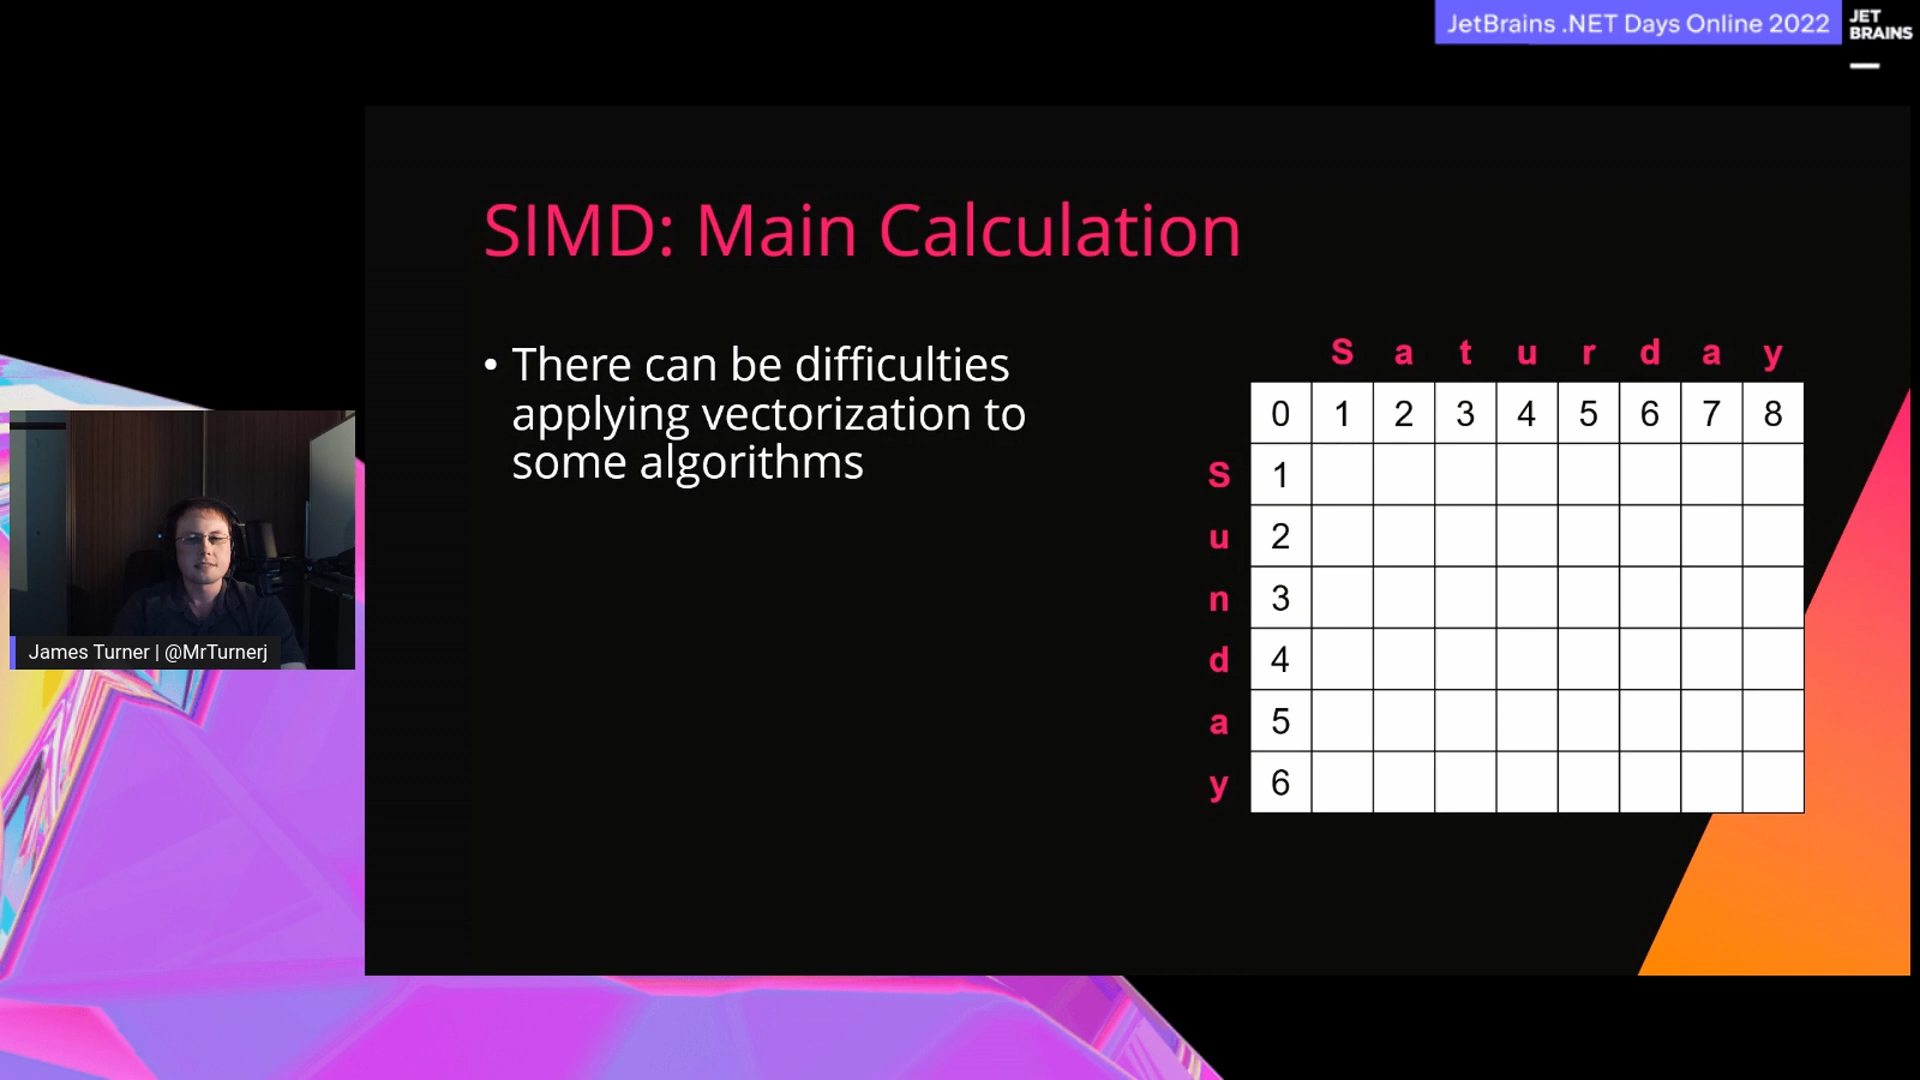 JetBrains .NET Days Online 2022
JET
BRAINS
SIMD: Main Calculation
• There can be difficulties
applying vectorization to
some algorithms
S a t u r d a y
0 1 2 3 4 5 6 7 8
S 1
u 2
n 3
d 4
a 5
y 6
James Turner | @MrTurnerj